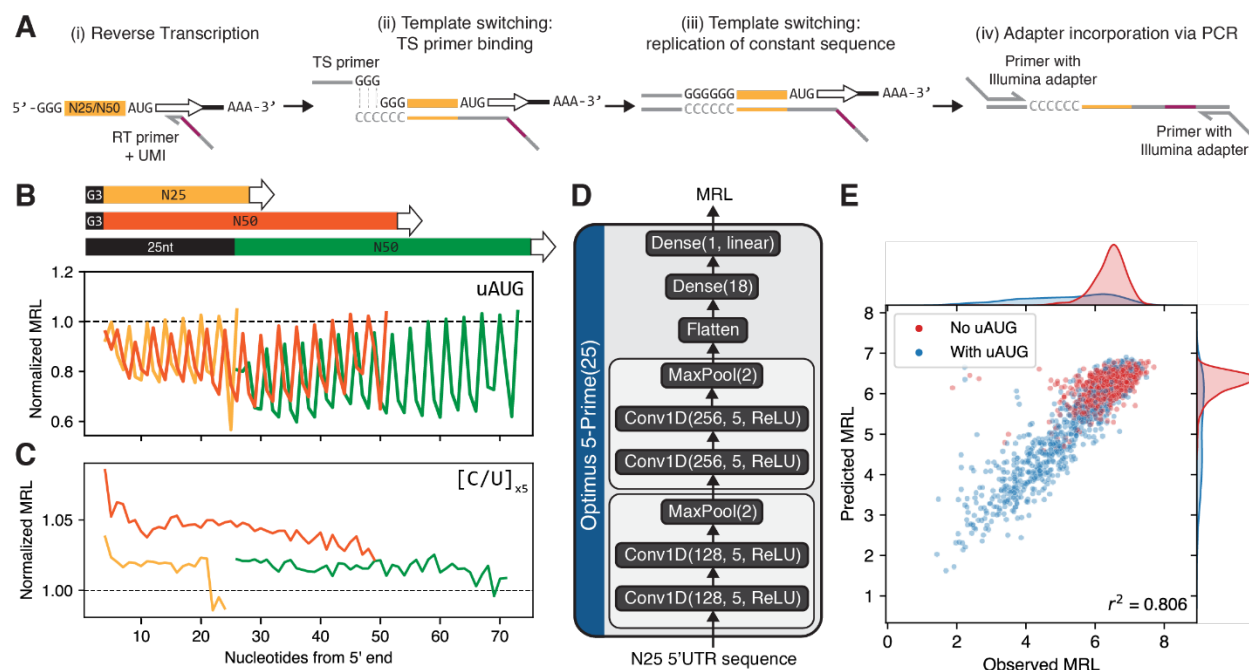 A
(i) Reverse Transcription
(ii) Template switching:
TS primer binding
(iii) Template switching:
replication of constant sequence
(iv) Adapter incorporation via PCR
TS primer
GGG
5'-GGG N25/N50 AUG AAA-3'
RT primer
+ UMI
GGG AUG AAA-3'
CCCCCC
GGGGGG AUG AAA-3'
CCCCCC
Primer with
Illumina adapter
CCCCCC
Primer with
Illumina adapter
B
G3 N25
G3 N50
25nt N50
uAUG
Normalized MRL
1.2
1.0
0.8
0.6
C
[C/U]x5
Normalized MRL
1.05
1.00
10 20 30 40 50 60 70
Nucleotides from 5' end
D
MRL
Optimus 5-Prime(25)
Dense(1, linear)
Dense(18)
Flatten
MaxPool(2)
Conv1D(256, 5, ReLU)
Conv1D(256, 5, ReLU)
MaxPool(2)
Conv1D(128, 5, ReLU)
Conv1D(128, 5, ReLU)
N25 5'UTR sequence
E
No uAUG
With uAUG
Predicted MRL
8
7
6
5
4
3
2
1
r² = 0.806
0 2 4 6 8
Observed MRL